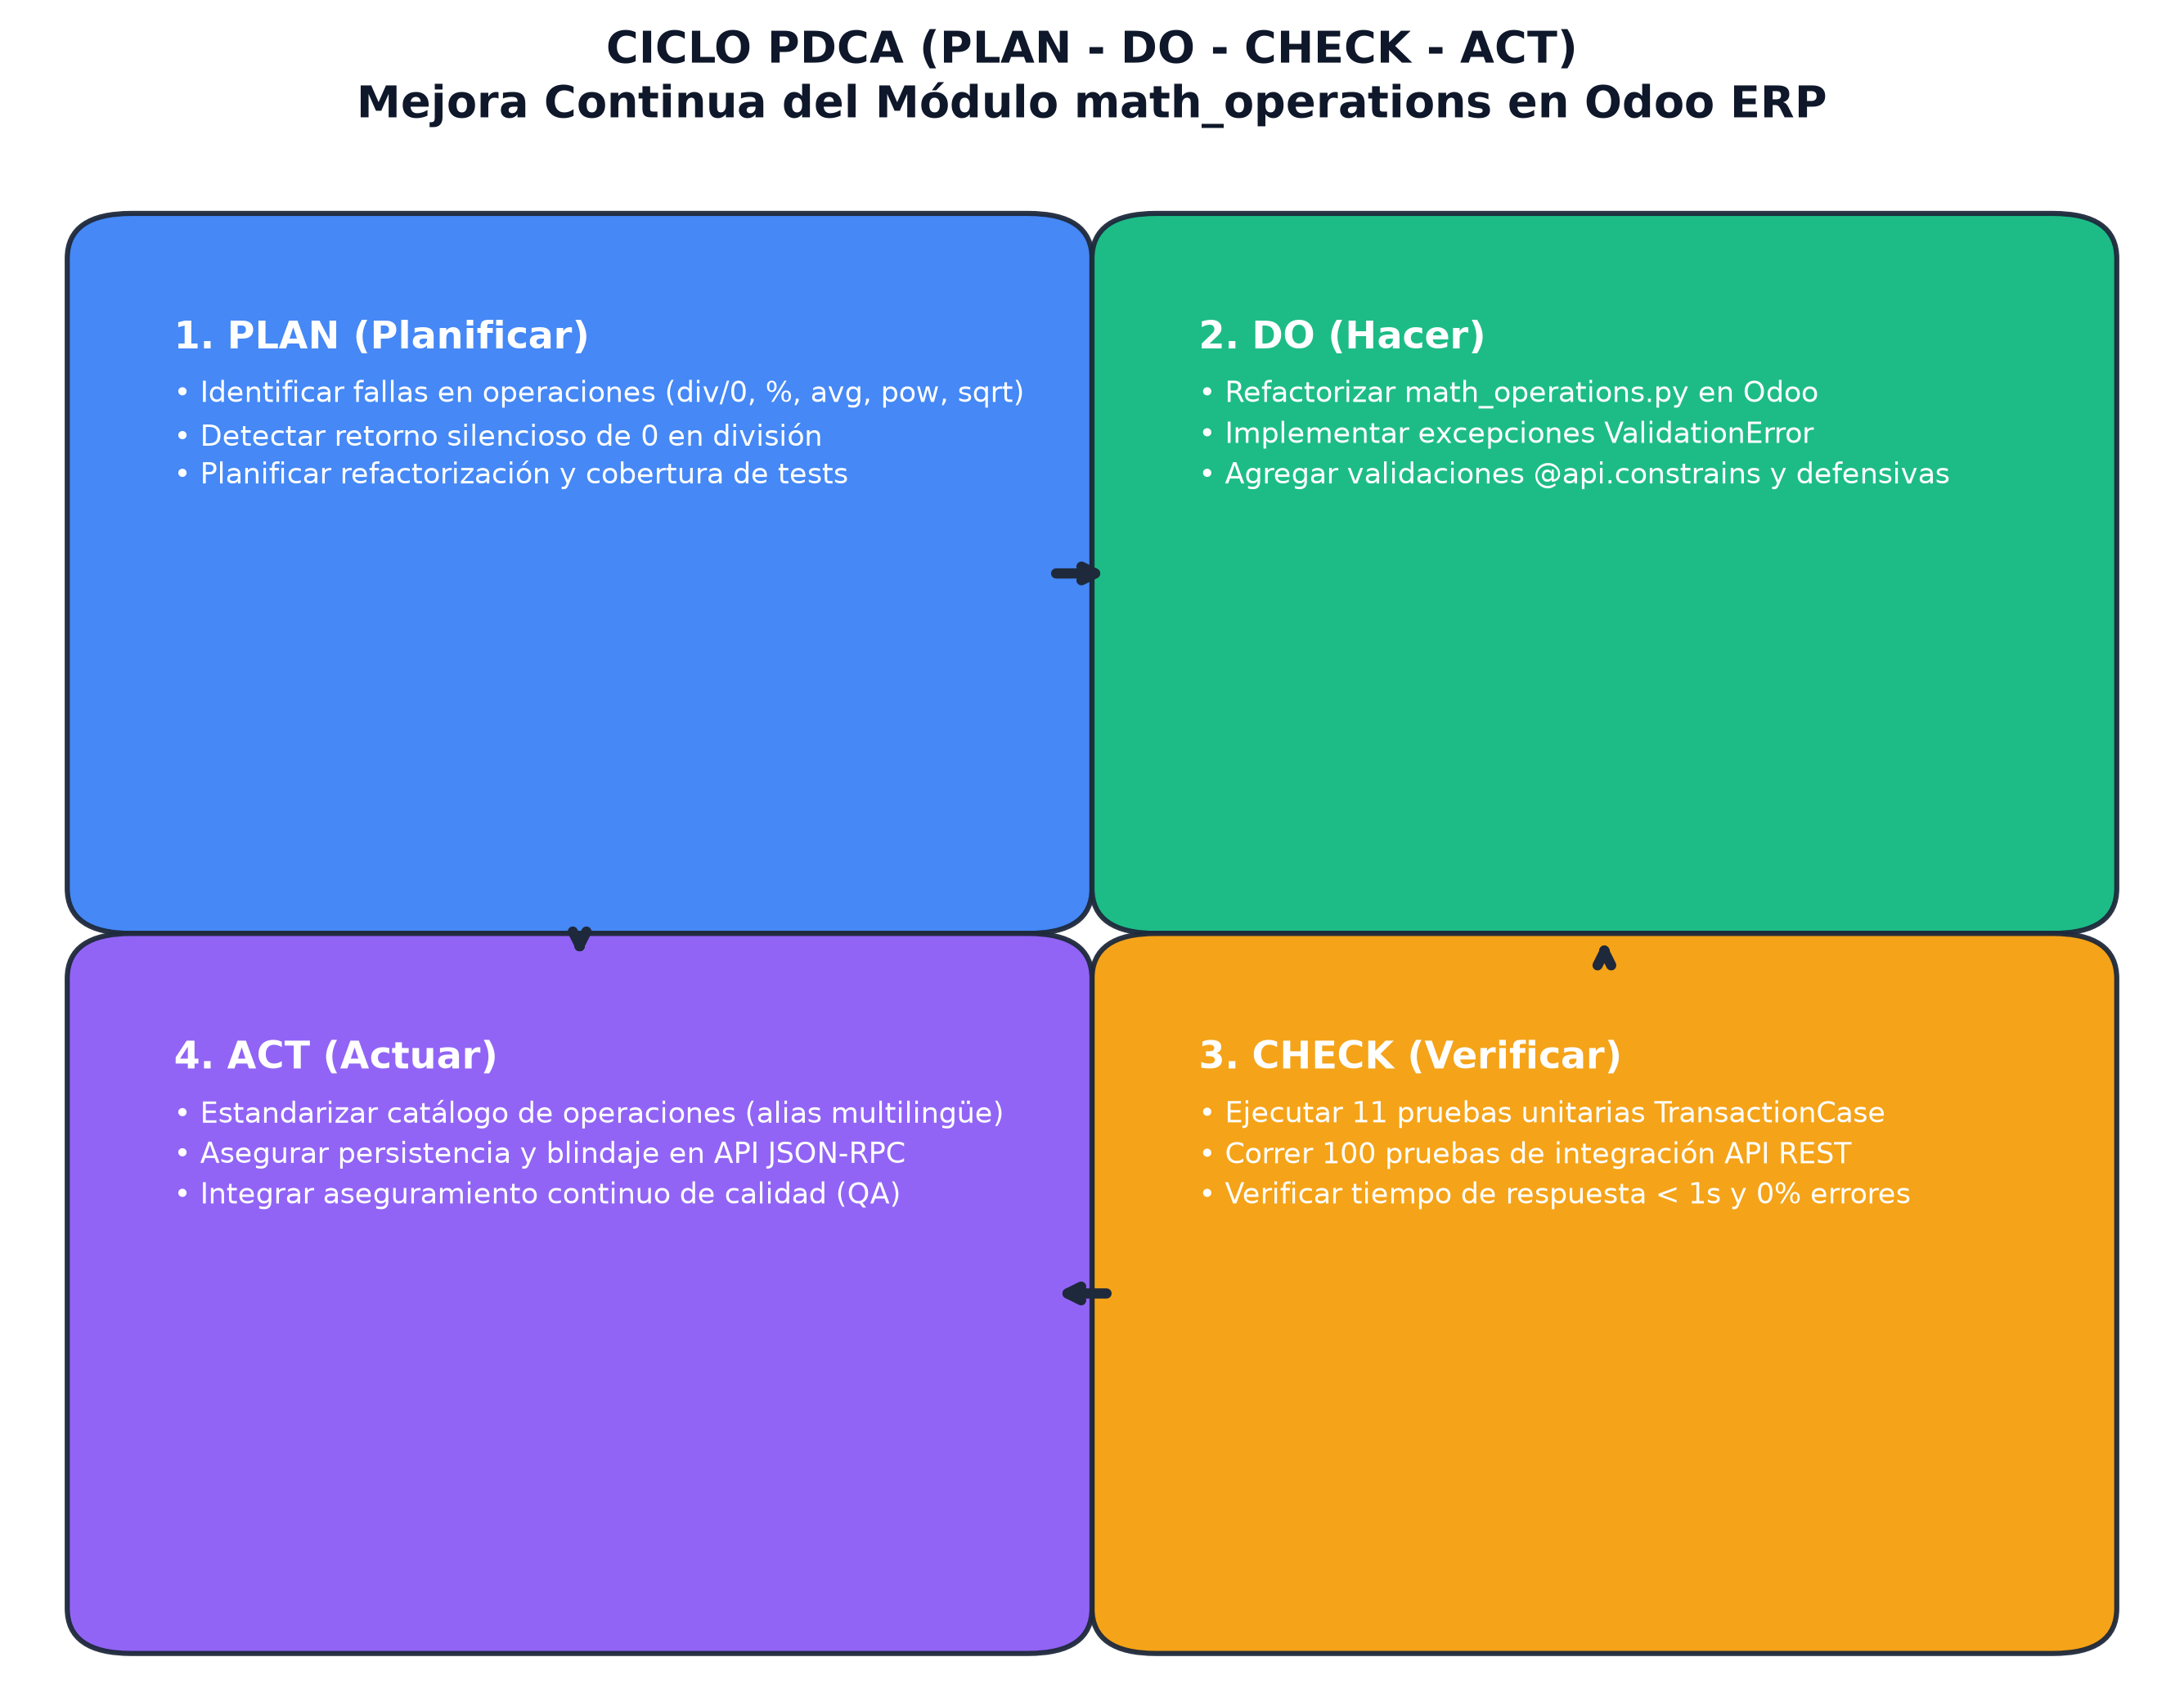 CICLO PDCA (PLAN - DO - CHECK - ACT)
Mejora Continua del Módulo math_operations en Odoo ERP
1. PLAN (Planificar)
• Identificar fallas en operaciones (div/0, %, avg, pow, sqrt)
• Detectar retorno silencioso de 0 en división
• Planificar refactorización y cobertura de tests
2. DO (Hacer)
• Refactorizar math_operations.py en Odoo
• Implementar excepciones ValidationError
• Agregar validaciones @api.constrains y defensivas
4. ACT (Actuar)
• Estandarizar catálogo de operaciones (alias multilingüe)
• Asegurar persistencia y blindaje en API JSON-RPC
• Integrar aseguramiento continuo de calidad (QA)
3. CHECK (Verificar)
• Ejecutar 11 pruebas unitarias TransactionCase
• Correr 100 pruebas de integración API REST
• Verificar tiempo de respuesta < 1s y 0% errores